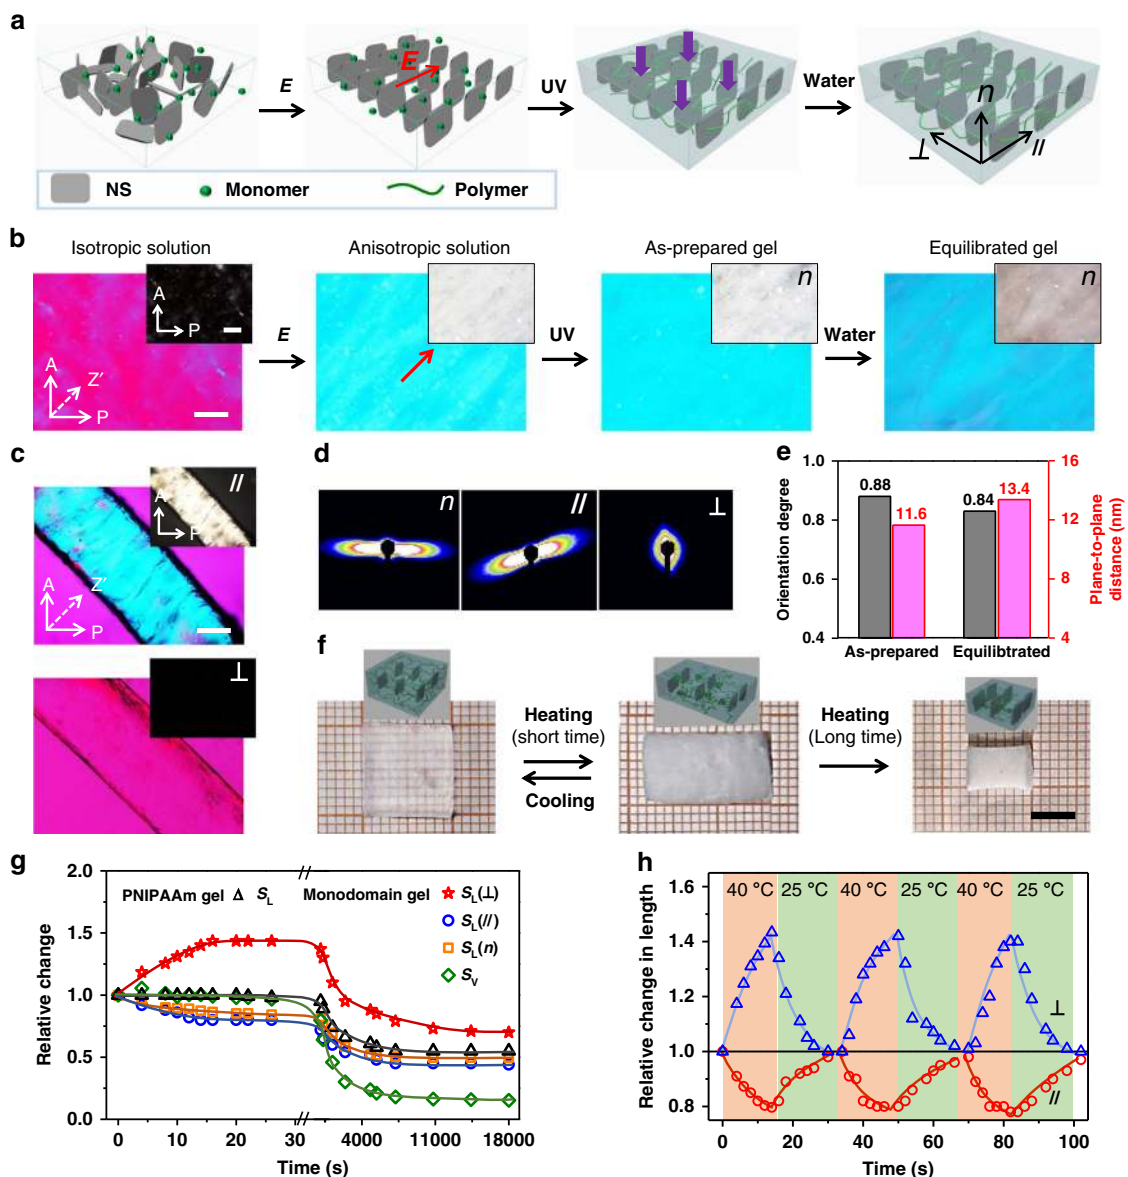 a
E
E
UV
Water
n
⊥
//
NS
Monomer
Polymer
b
Isotropic solution
Anisotropic solution
As-prepared gel
Equilibrated gel
A
P
A
Z′
P
E
UV
n
Water
n
c
//
A
P
A
Z′
P
⊥
d
n
//
⊥
e
Orientation degree
1.0
0.8
0.6
0.4
0.88
11.6
0.84
13.4
16
12
8
4
Plane-to-plane
distance (nm)
As-prepared
Equilibtrated
f
Heating
(short time)
Cooling
Heating
(Long time)
g
Relative change
2.0
1.5
1.0
0.5
0.0
PNIPAAm gel
S_L
Monodomain gel
S_L(⊥)
S_L(//)
S_L(n)
S_V
0
10
20
30
4000
11000
18000
Time (s)
h
Relative change in length
1.6
1.4
1.2
1.0
0.8
40 °C
25 °C
40 °C
25 °C
40 °C
25 °C
⊥
//
0
20
40
60
80
100
Time (s)